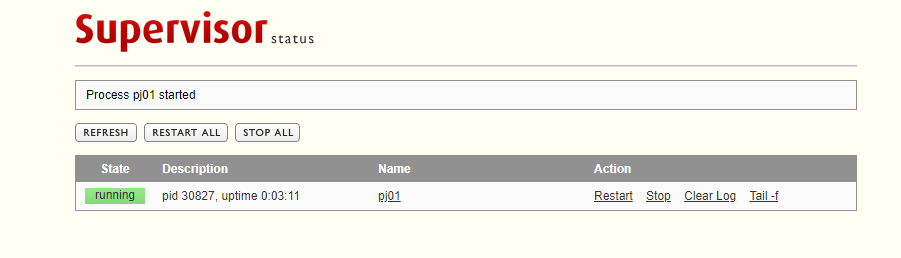 Supervisor status
Process pj01 started
REFRESH RESTART ALL STOP ALL
State Description Name Action
running pid 30827, uptime 0:03:11 pj01 Restart Stop Clear Log Tail -f